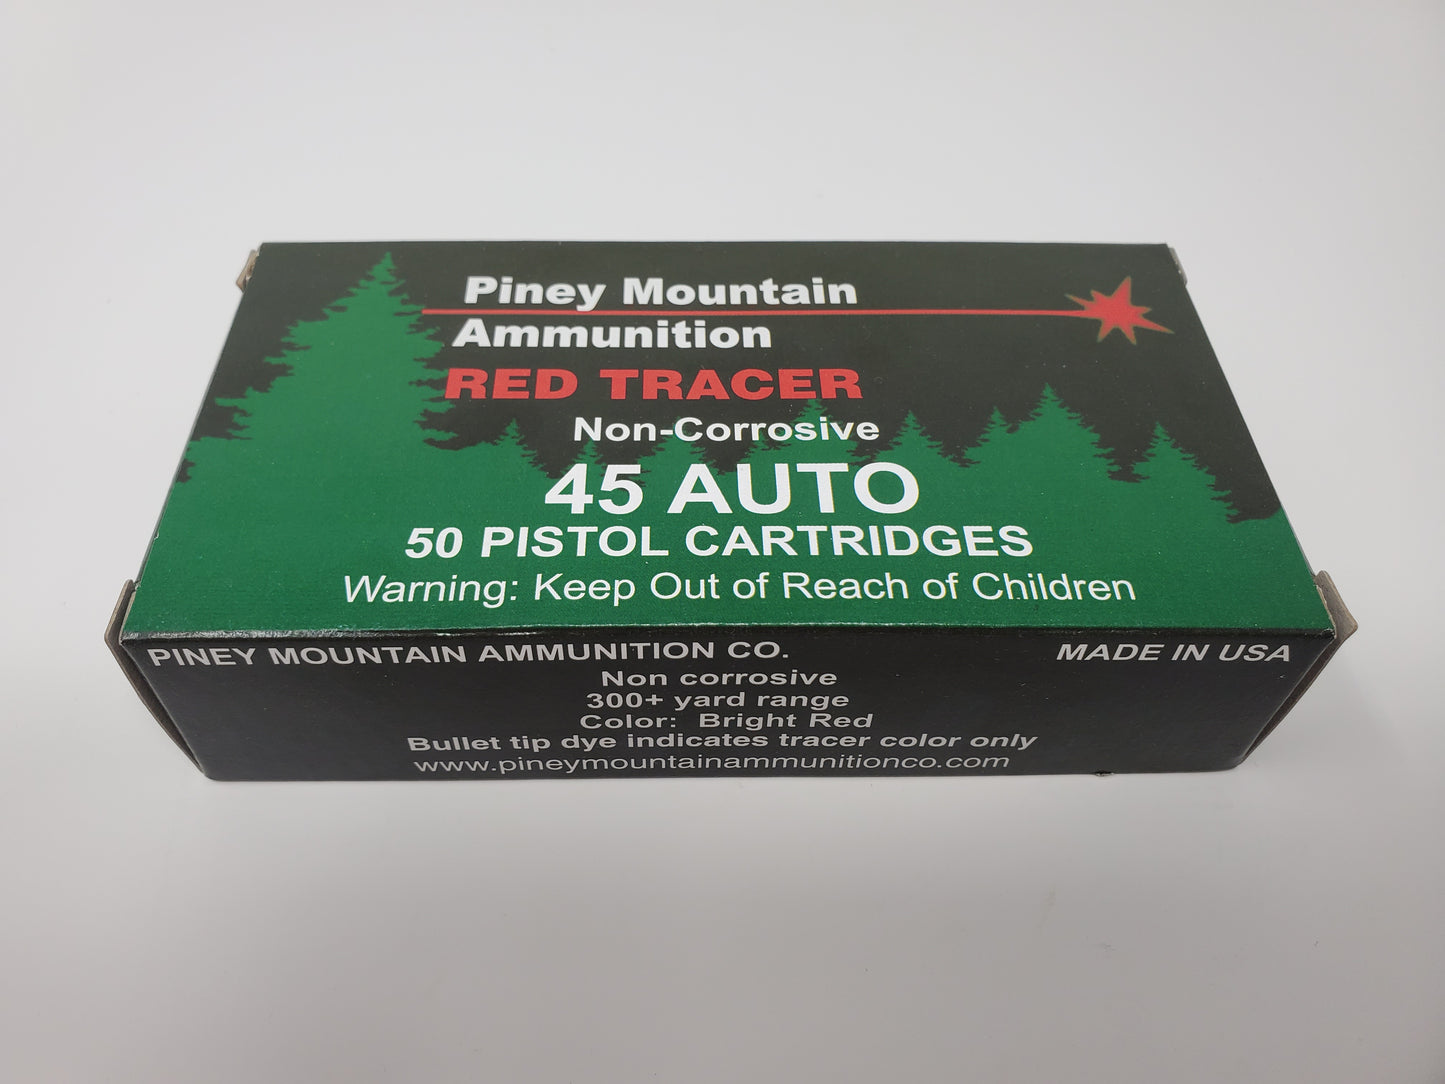 Piney Mountain
Ammunition
RED TRACER
Non-Corrosive
45 AUTO
50 PISTOL CARTRIDGES
Warning: Keep Out of Reach of Children
PINEY MOUNTAIN AMMUNITION CO.
MADE IN USA
Non corrosive
300+ yard range
Color: Bright Red
Bullet tip dye indicates tracer color only
www.pineymountainammunitionco.com